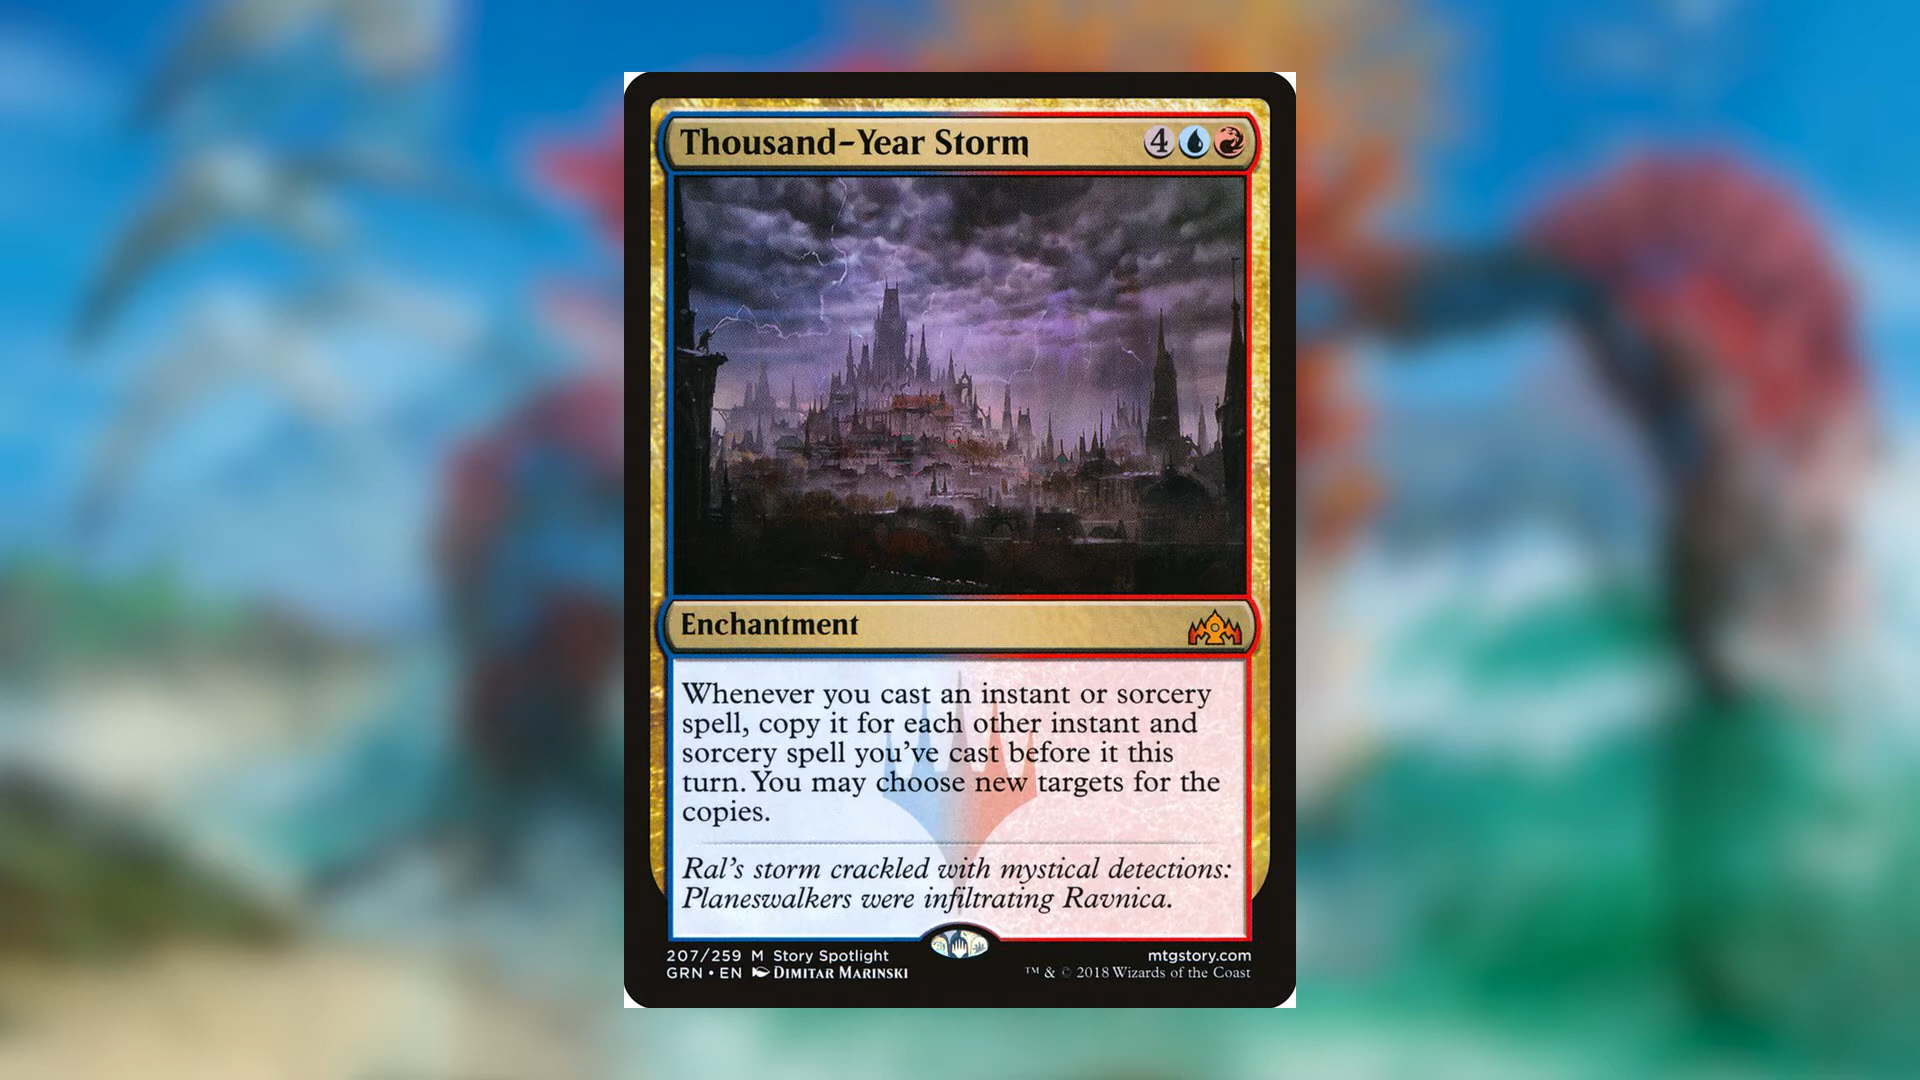 Thousand-Year Storm 4
Enchantment
Whenever you cast an instant or sorcery
spell, copy it for each other instant and
sorcery spell you've cast before it this
turn. You may choose new targets for the
copies.
Ral's storm crackled with mystical detections:
Planeswalkers were infiltrating Ravnica.
207/259 M Story Spotlight
mtgstory.com
GRN • EN DIMITAR MARINSKI
™ & © 2018 Wizards of the Coast